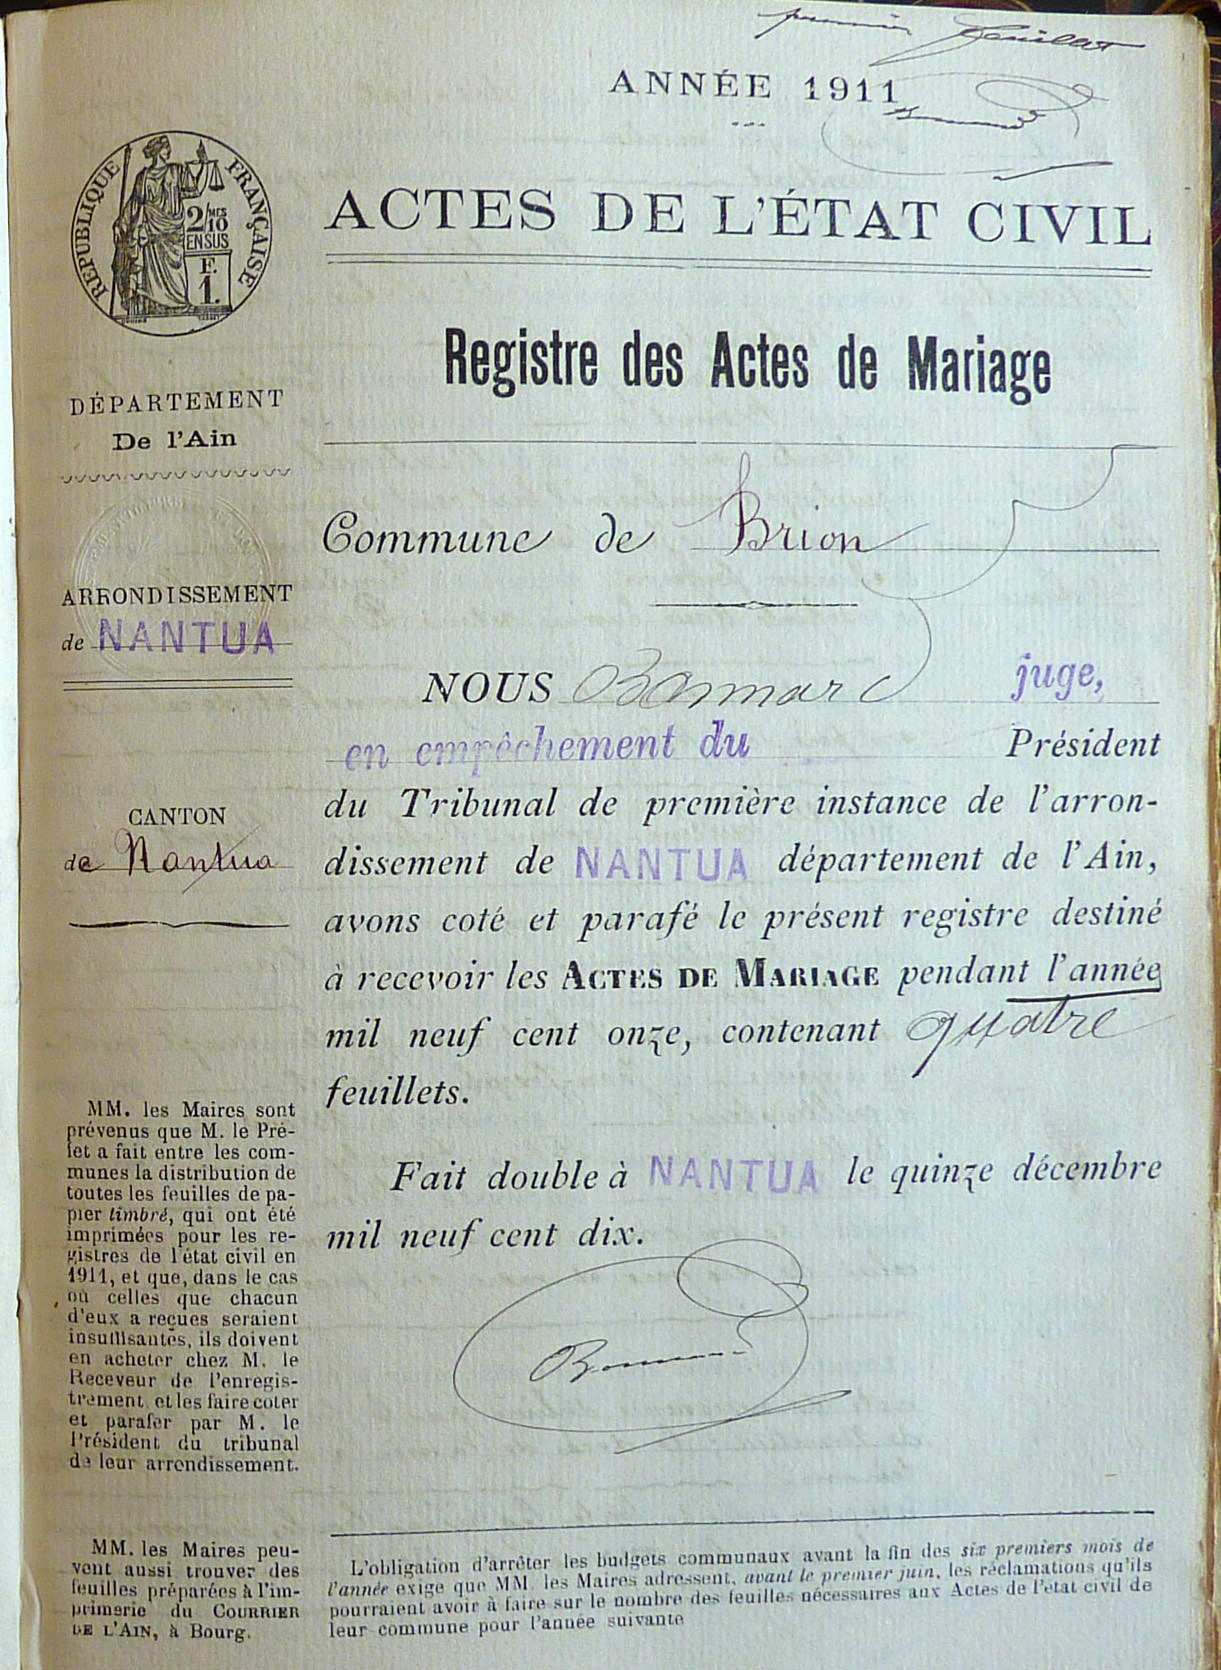 premier feuillet
ANNÉE 1911
RÉPUBLIQUE FRANÇAISE
2/10 MES
EN SUS
F.
1.
ACTES DE L'ÉTAT CIVIL
Registre des Actes de Mariage
DÉPARTEMENT
De l'Ain
ARRONDISSEMENT
de NANTUA
CANTON
de Nantua
MM. les Maires sont
prévenus que M. le Pré-
fet a fait entre les com-
munes la distribution de
toutes les feuilles de pa-
pier timbré, qui ont été
imprimées pour les re-
gistres de l'état civil en
1911, et que, dans le cas
où celles que chacun
d'eux a reçues seraient
insuffisantes, ils doivent
en acheter chez M. le
Receveur de l'enregis-
trement et les faire coter
et parafer par M. le
Président du tribunal
de leur arrondissement.
MM. les Maires peu-
vent aussi trouver des
feuilles préparées à l'im-
primerie du COURRIER
DE L'AIN, à Bourg.
Commune de Brion
NOUS juge,
en empêchement du Président
du Tribunal de première instance de l'arron-
dissement de NANTUA département de l'Ain,
avons coté et parafé le présent registre destiné
à recevoir les ACTES DE MARIAGE pendant l'année
mil neuf cent onze, contenant quatre
feuillets.
Fait double à NANTUA le quinze décembre
mil neuf cent dix.
L'obligation d'arrêter les budgets communaux avant la fin des six premiers mois de
l'année exige que MM. les Maires adressent, avant le premier juin, les réclamations qu'ils
pourraient avoir à faire sur le nombre des feuilles nécessaires aux Actes de l'état civil de
leur commune pour l'année suivante